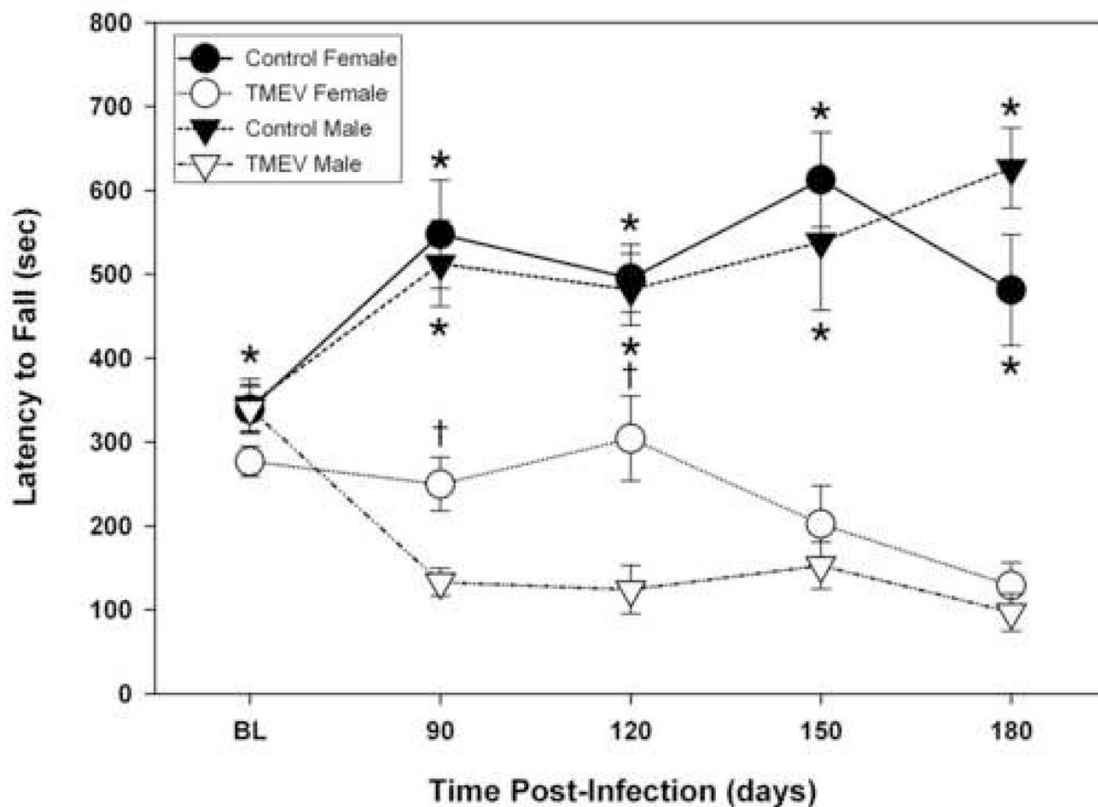 800
700
600
500
400
300
200
100
0
Latency to Fall (sec)
Control Female
TMEV Female
Control Male
TMEV Male
* * *
* *
* * * *
† †
*
BL 90 120 150 180
Time Post-Infection (days)